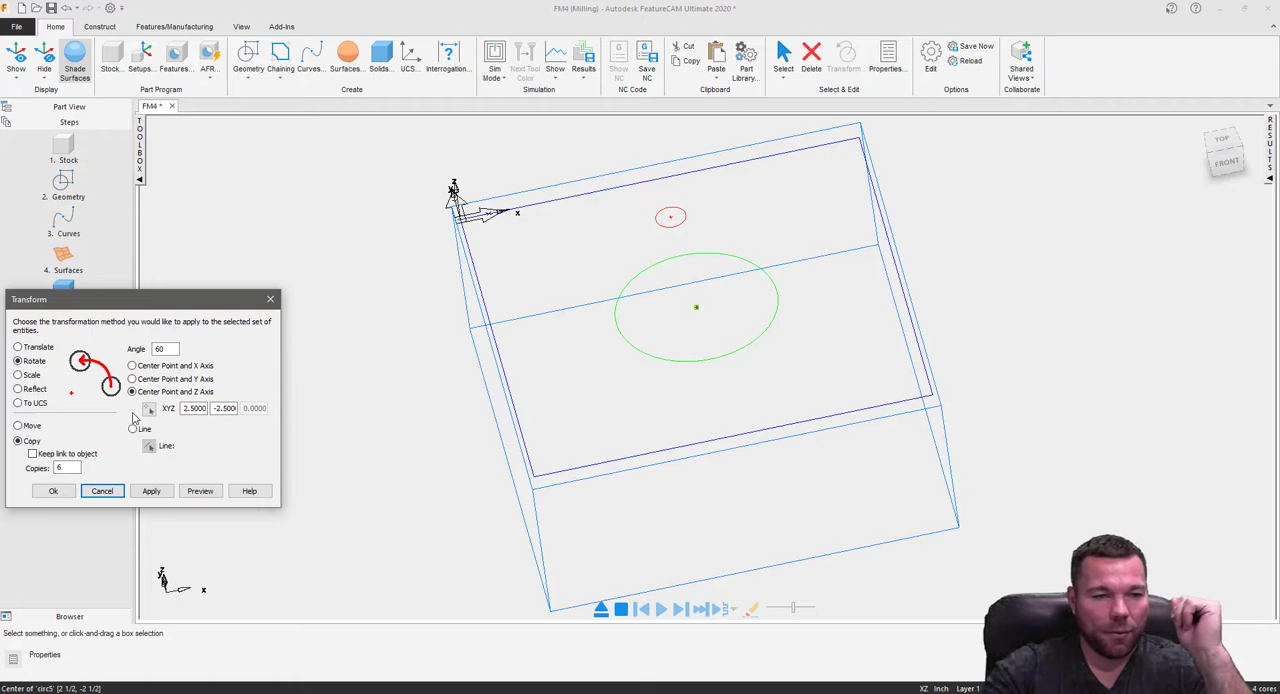 FM4 (Milling) - Autodesk FeatureCAM Ultimate 2020 *
File Home Construct Features/Manufacturing View Add-Ins
Show Hide Shade Surfaces
Display
Stock... Setups... Features... AFR...
Part Program
Geometry Chaining Curves... Surfaces... Solids... UCS... Interrogation...
Create
Sim Mode Next Tool Color Show Results
Simulation
Show NC Save NC
NC Code
Cut Copy Paste Part Library...
Clipboard
Select Delete Transform... Properties...
Select & Edit
Edit Save Now Reload
Options
Shared Views
Collaborate
Part View
FM4 *
Steps
TOOLBOX
RESULTS
TOP
FRONT
1. Stock
2. Geometry
3. Curves
4. Surfaces
z
x
Transform
Choose the transformation method you would like to apply to the selected set of
entities.
Translate
Rotate
Scale
Reflect
To UCS
Move
Copy
Keep link to object
Copies: 6
Angle 60
Center Point and X Axis
Center Point and Y Axis
Center Point and Z Axis
XYZ 2.5000 -2.500 0.0000
Line
Line:
Ok Cancel Apply Preview Help
z
y
x
Browser
Select something, or click-and-drag a box selection
Properties
Center of 'circ5' [2 1/2, -2 1/2]
XZ Inch Layer 1
4 cores